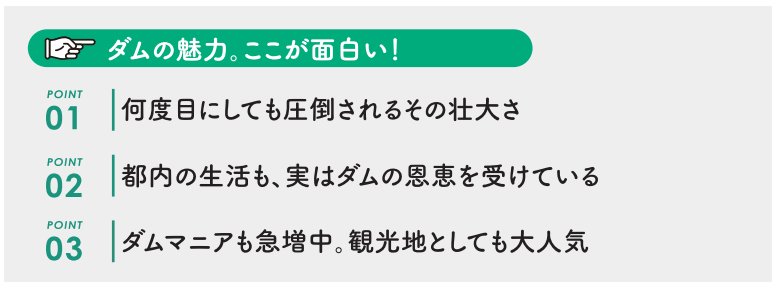 ダムの魅力。ここが面白い!
POINT
01
何度目にしても圧倒されるその壮大さ
POINT
02
都内の生活も、実はダムの恩恵を受けている
POINT
03
ダムマニアも急増中。観光地としても大人気